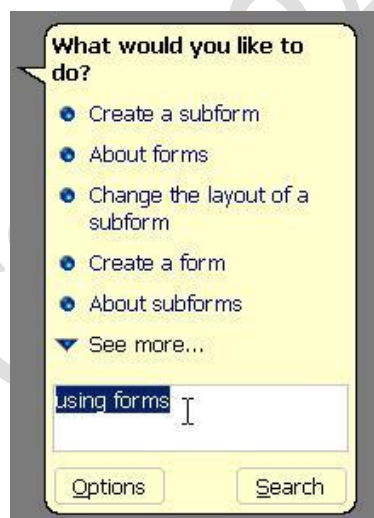 What would you like to
do?
Create a subform
About forms
Change the layout of a
subform
Create a form
About subforms
See more...
using forms
Options
Search